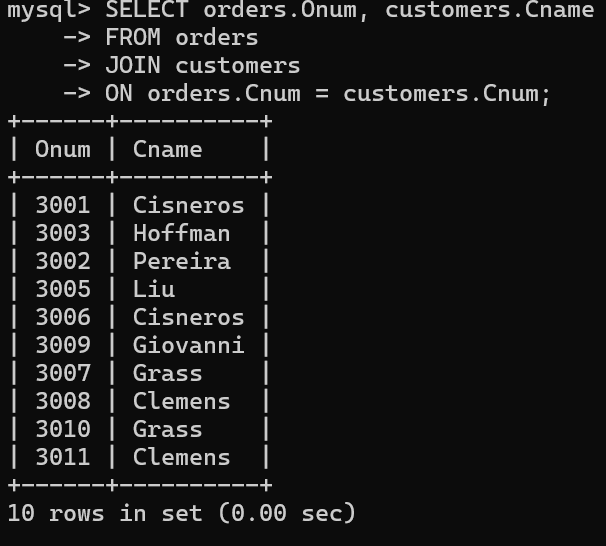 mysql> SELECT orders.Onum, customers.Cname
    -> FROM orders
    -> JOIN customers
    -> ON orders.Cnum = customers.Cnum;
+------+----------+
| Onum | Cname    |
+------+----------+
| 3001 | Cisneros |
| 3003 | Hoffman  |
| 3002 | Pereira  |
| 3005 | Liu      |
| 3006 | Cisneros |
| 3009 | Giovanni |
| 3007 | Grass    |
| 3008 | Clemens  |
| 3010 | Grass    |
| 3011 | Clemens  |
+------+----------+
10 rows in set (0.00 sec)